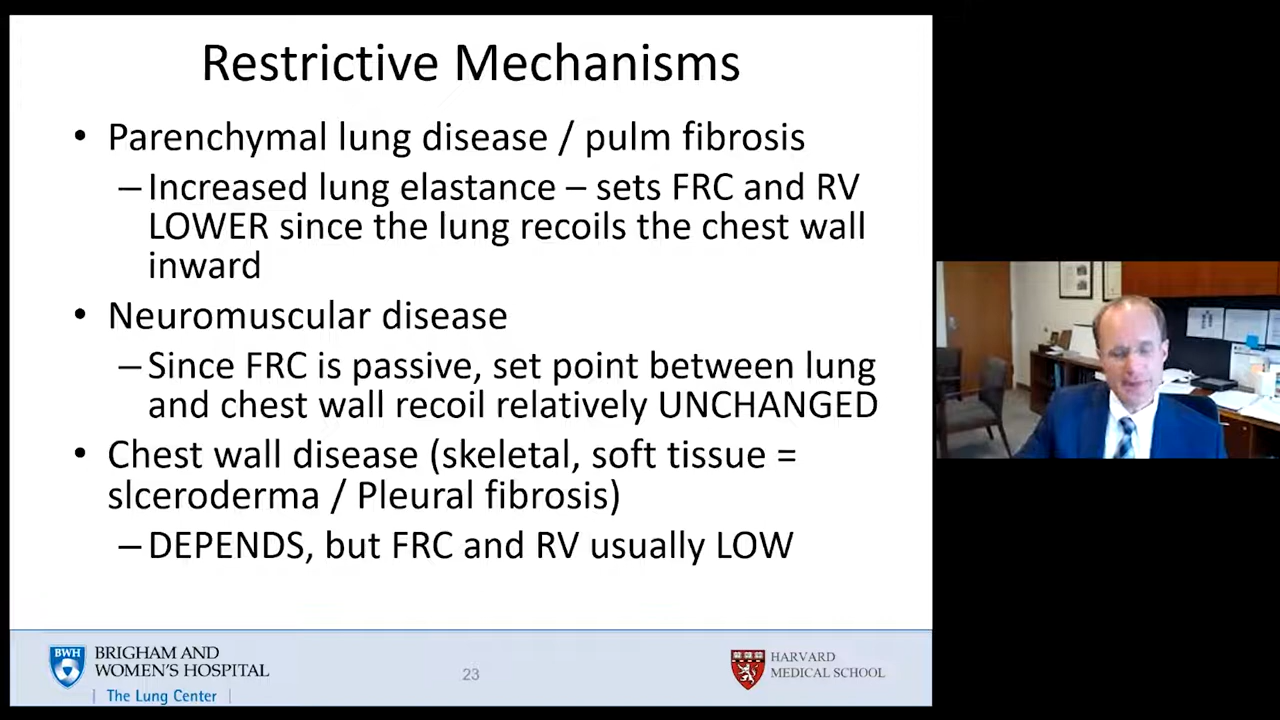 Restrictive Mechanisms
• Parenchymal lung disease / pulm fibrosis
–Increased lung elastance – sets FRC and RV
LOWER since the lung recoils the chest wall
inward
• Neuromuscular disease
–Since FRC is passive, set point between lung
and chest wall recoil relatively UNCHANGED
• Chest wall disease (skeletal, soft tissue =
slceroderma / Pleural fibrosis)
–DEPENDS, but FRC and RV usually LOW
BWH
BRIGHAM AND
WOMEN'S HOSPITAL
| The Lung Center |
23
HARVARD
MEDICAL SCHOOL